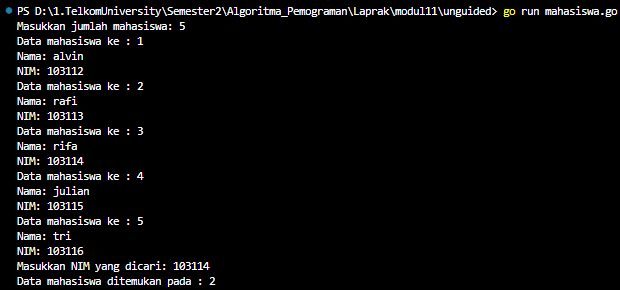 PS D:\1.TelkomUniversity\Semester2\Algoritma_Pemograman\Laprak\modul11\unguided> go run mahasiswa.go
Masukkan jumlah mahasiswa: 5
Data mahasiswa ke : 1
Nama: alvin
NIM: 103112
Data mahasiswa ke : 2
Nama: rafi
NIM: 103113
Data mahasiswa ke : 3
Nama: rifa
NIM: 103114
Data mahasiswa ke : 4
Nama: julian
NIM: 103115
Data mahasiswa ke : 5
Nama: tri
NIM: 103116
Masukkan NIM yang dicari: 103114
Data mahasiswa ditemukan pada : 2